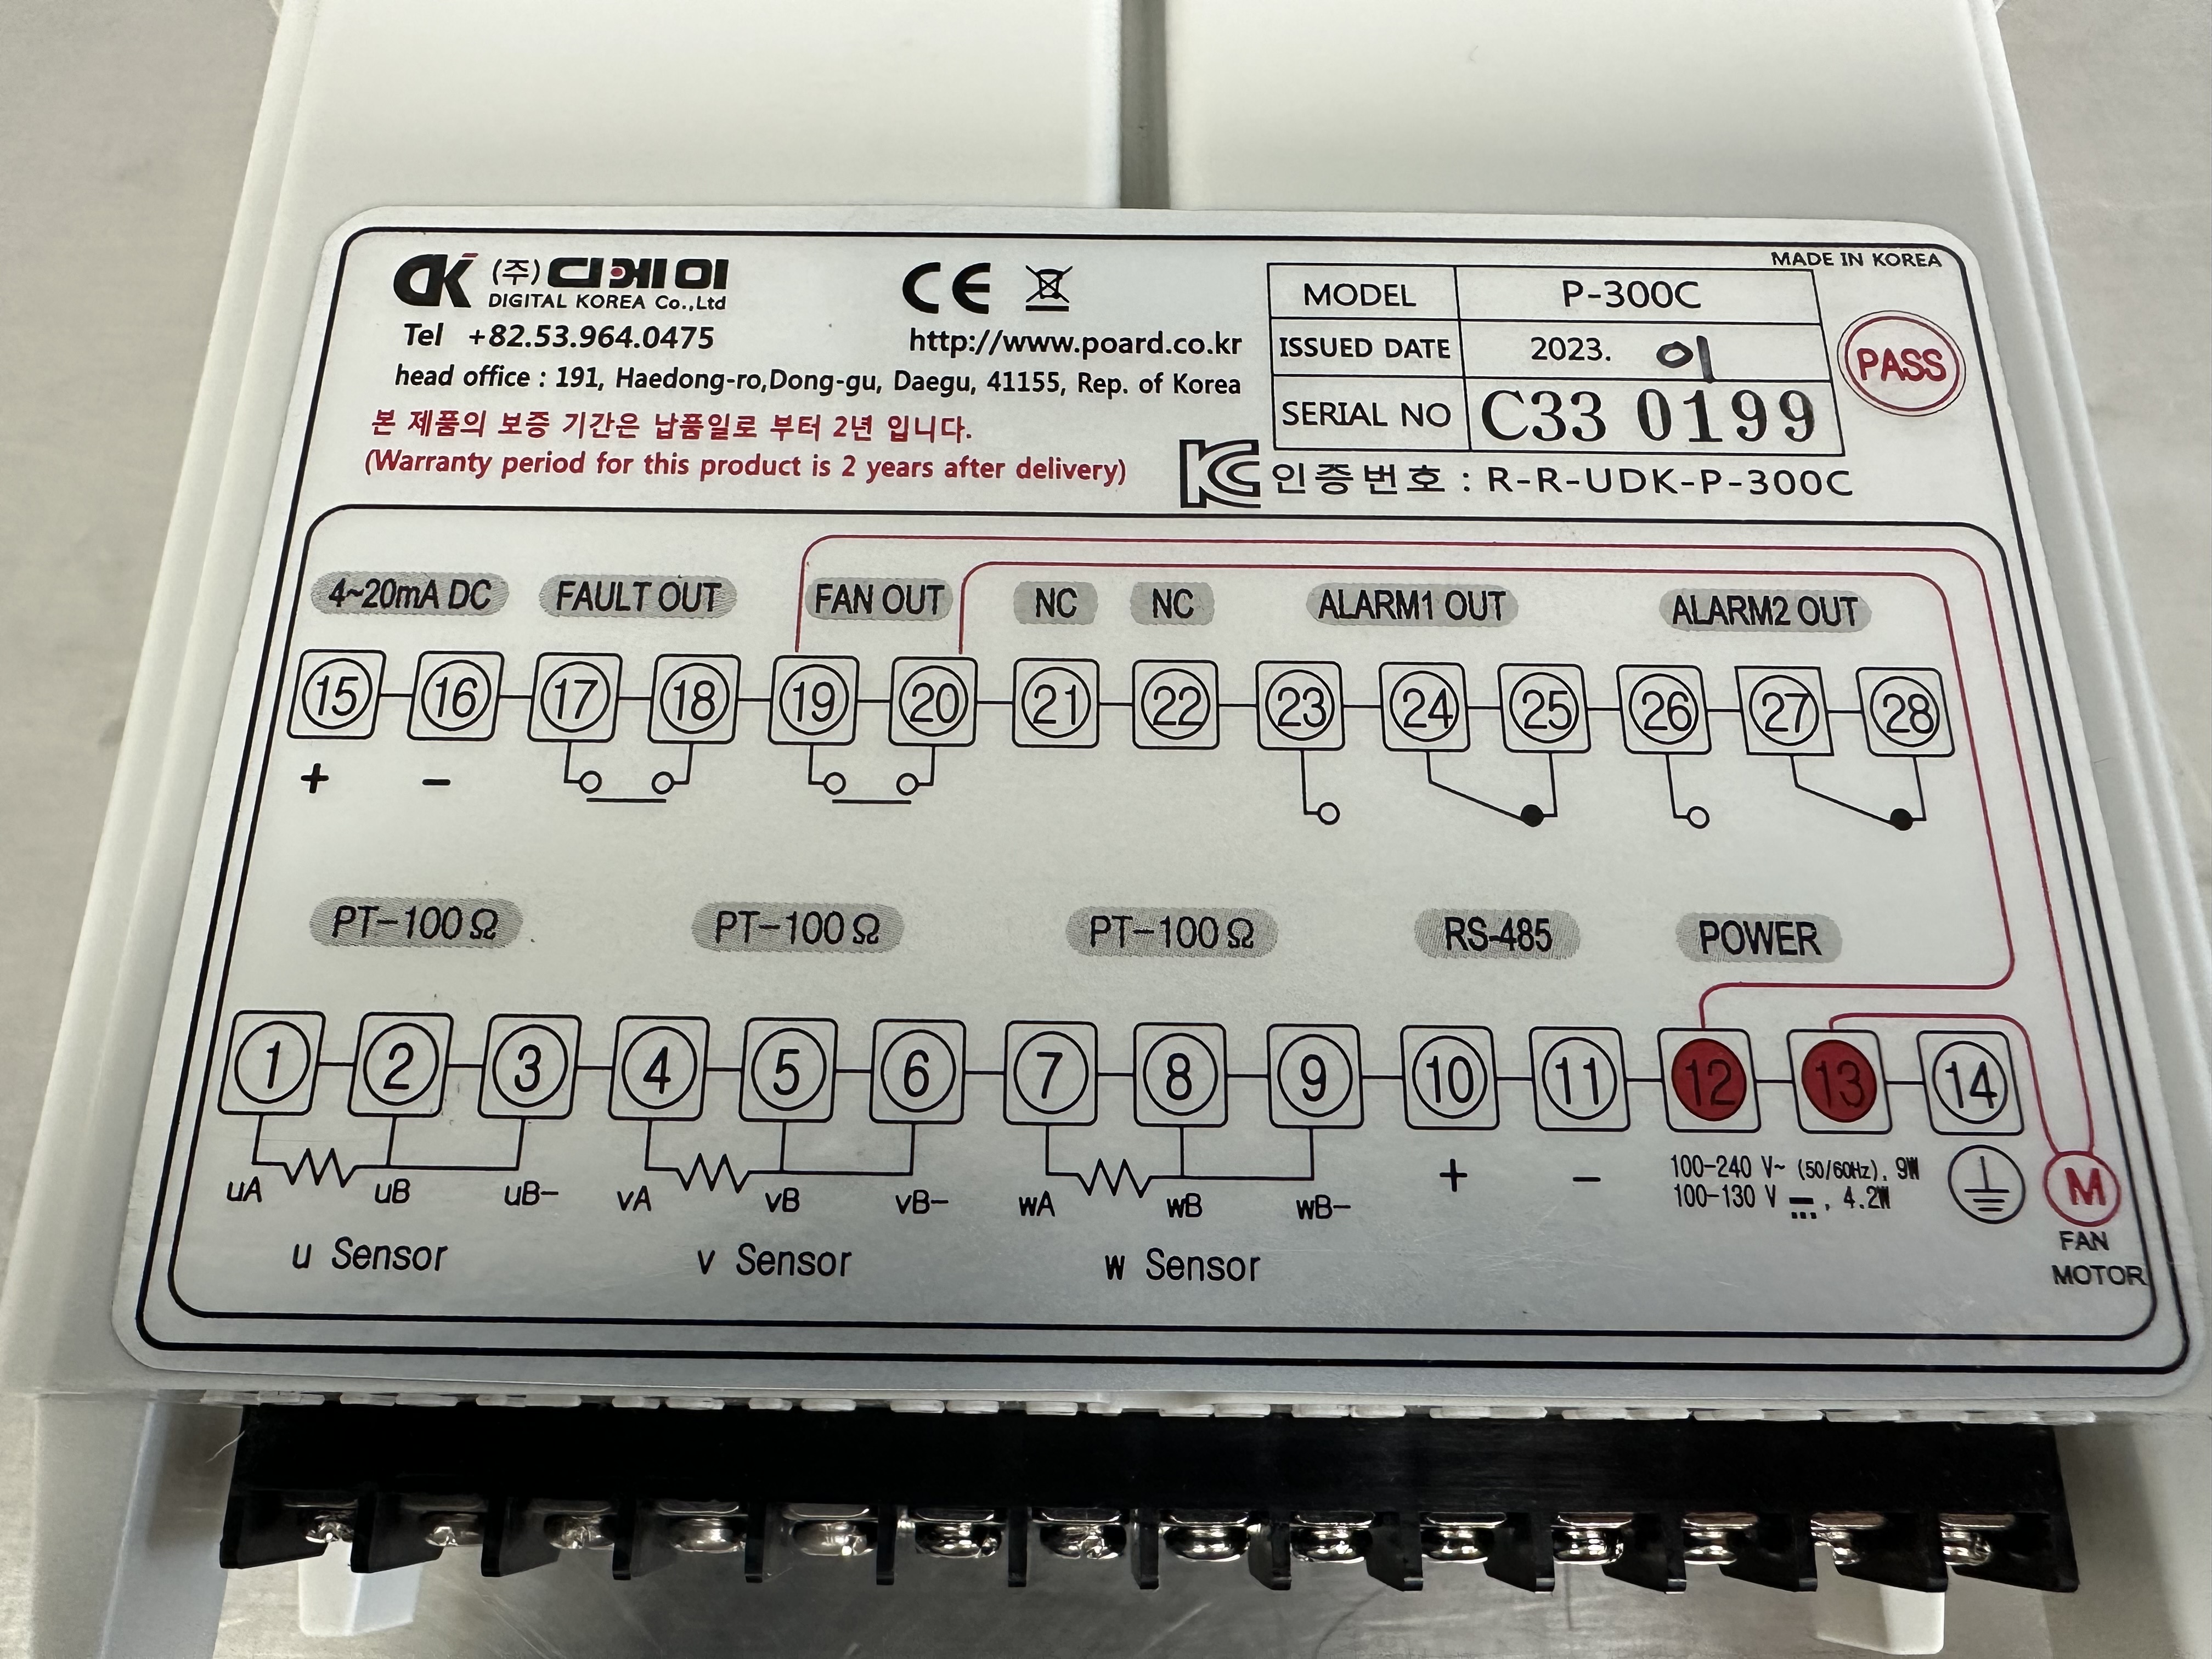 MADE IN KOREA
DK (주)디케이
DIGITAL KOREA Co.,Ltd
CE
Tel +82.53.964.0475
http://www.poard.co.kr
head office : 191, Haedong-ro,Dong-gu, Daegu, 41155, Rep. of Korea
본 제품의 보증 기간은 납품일로 부터 2년 입니다.
(Warranty period for this product is 2 years after delivery)
MODEL P-300C
ISSUED DATE 2023. 01
SERIAL NO C33 0199
PASS
KC 인증번호 : R-R-UDK-P-300C
4~20mA DC FAULT OUT FAN OUT NC NC ALARM1 OUT ALARM2 OUT
15 16 17 18 19 20 21 22 23 24 25 26 27 28
+ −
PT-100Ω PT-100Ω PT-100Ω RS-485 POWER
1 2 3 4 5 6 7 8 9 10 11 12 13 14
uA uB uB- vA vB vB- wA wB wB- + −
100-240 V~ (50/60Hz), 9W
100-130 V ⎓, 4.2W
M
FAN
MOTOR
u Sensor v Sensor w Sensor